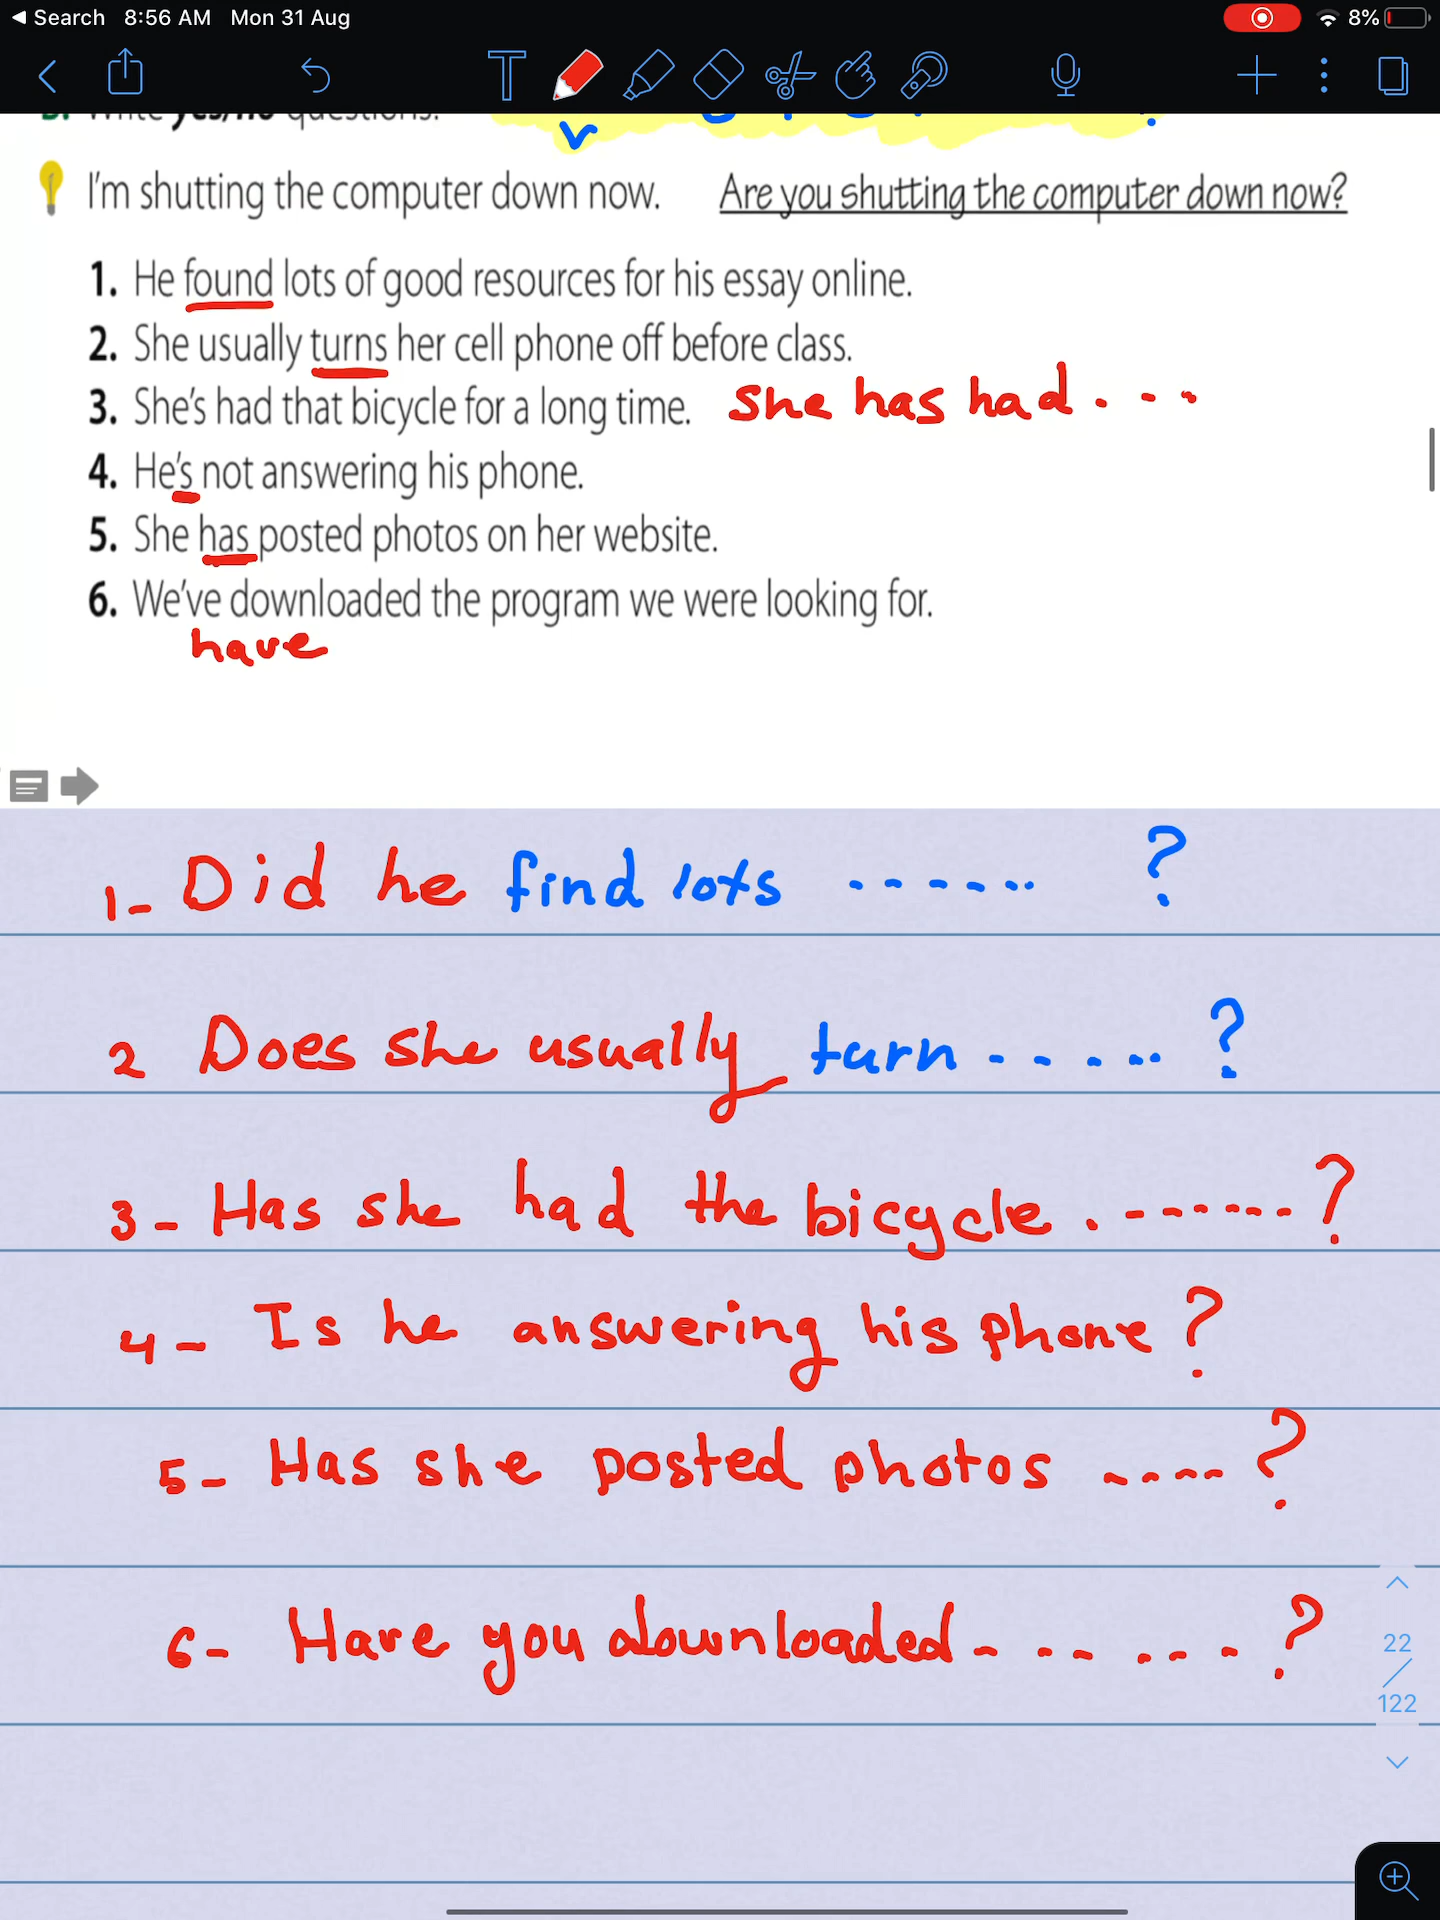 Search 8:56 AM Mon 31 Aug 8%
Write yes/no questions.
I'm shutting the computer down now. Are you shutting the computer down now?
1. He found lots of good resources for his essay online.
2. She usually turns her cell phone off before class.
3. She's had that bicycle for a long time. She has had . - - -
4. He's not answering his phone.
5. She has posted photos on her website.
6. We've downloaded the program we were looking for.
have
1- Did he find lots ------ ?
2 Does she usually turn ------ ?
3 - Has she had the bicycle . ------- ?
4 - Is he answering his phone ?
5- Has she posted photos ---- ?
6- Have you downloaded - - - - - - - ?
22
/
122